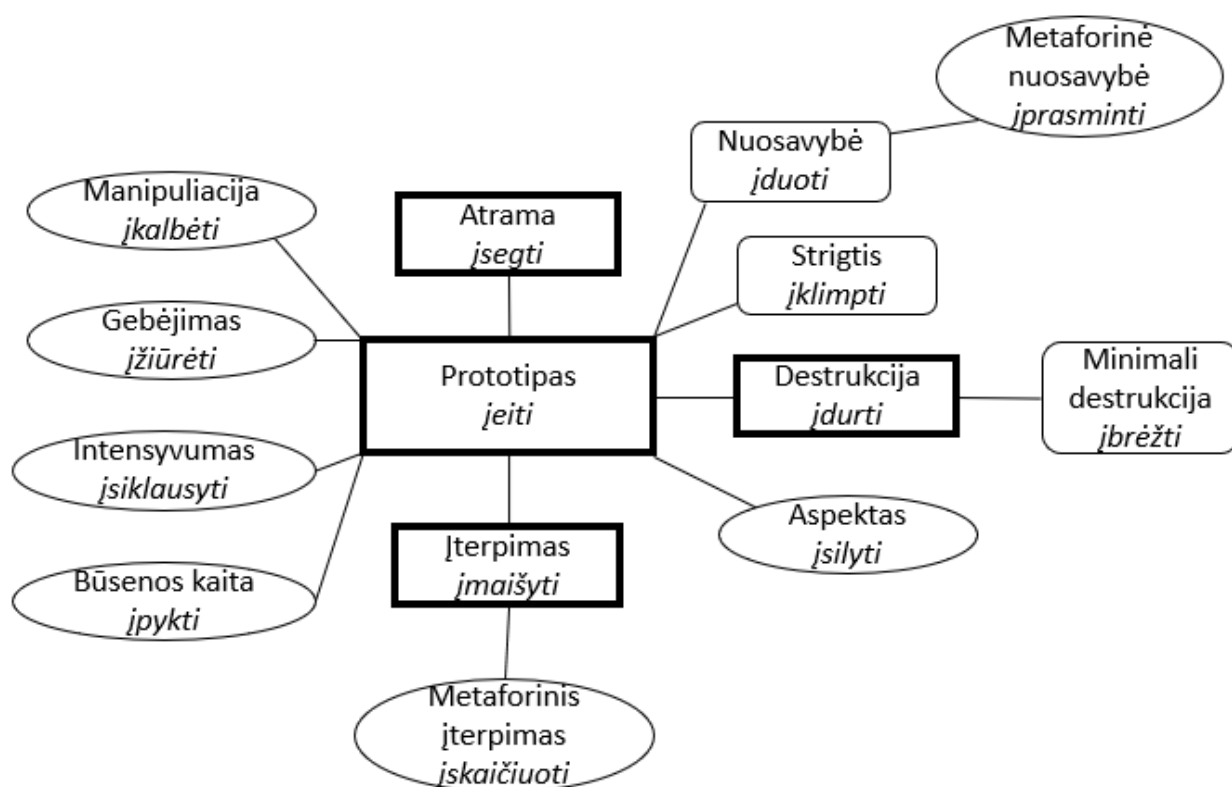 Metaforinė
nuosavybė
įprasminti
Nuosavybė
įduoti
Manipuliacija
įkalbėti
Atrama
įsegti
Strigtis
įklimpti
Gebėjimas
įžiūrėti
Prototipas
įeiti
Destrukcija
įdurti
Minimali
destrukcija
įbrėžti
Intensyvumas
įsiklausyti
Įterpimas
įmaišyti
Aspektas
įsilyti
Būsenos kaita
įpykti
Metaforinis
įterpimas
įskaičiuoti